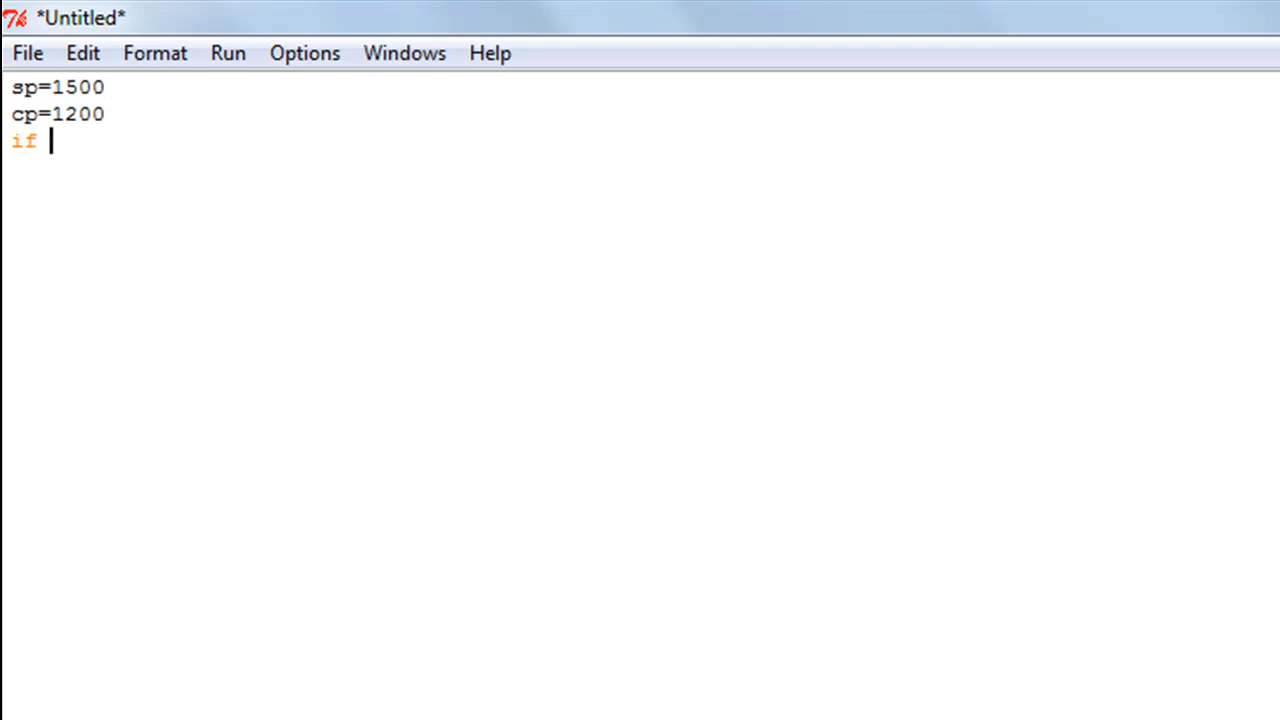 *Untitled*
File Edit Format Run Options Windows Help
sp=1500
cp=1200
if